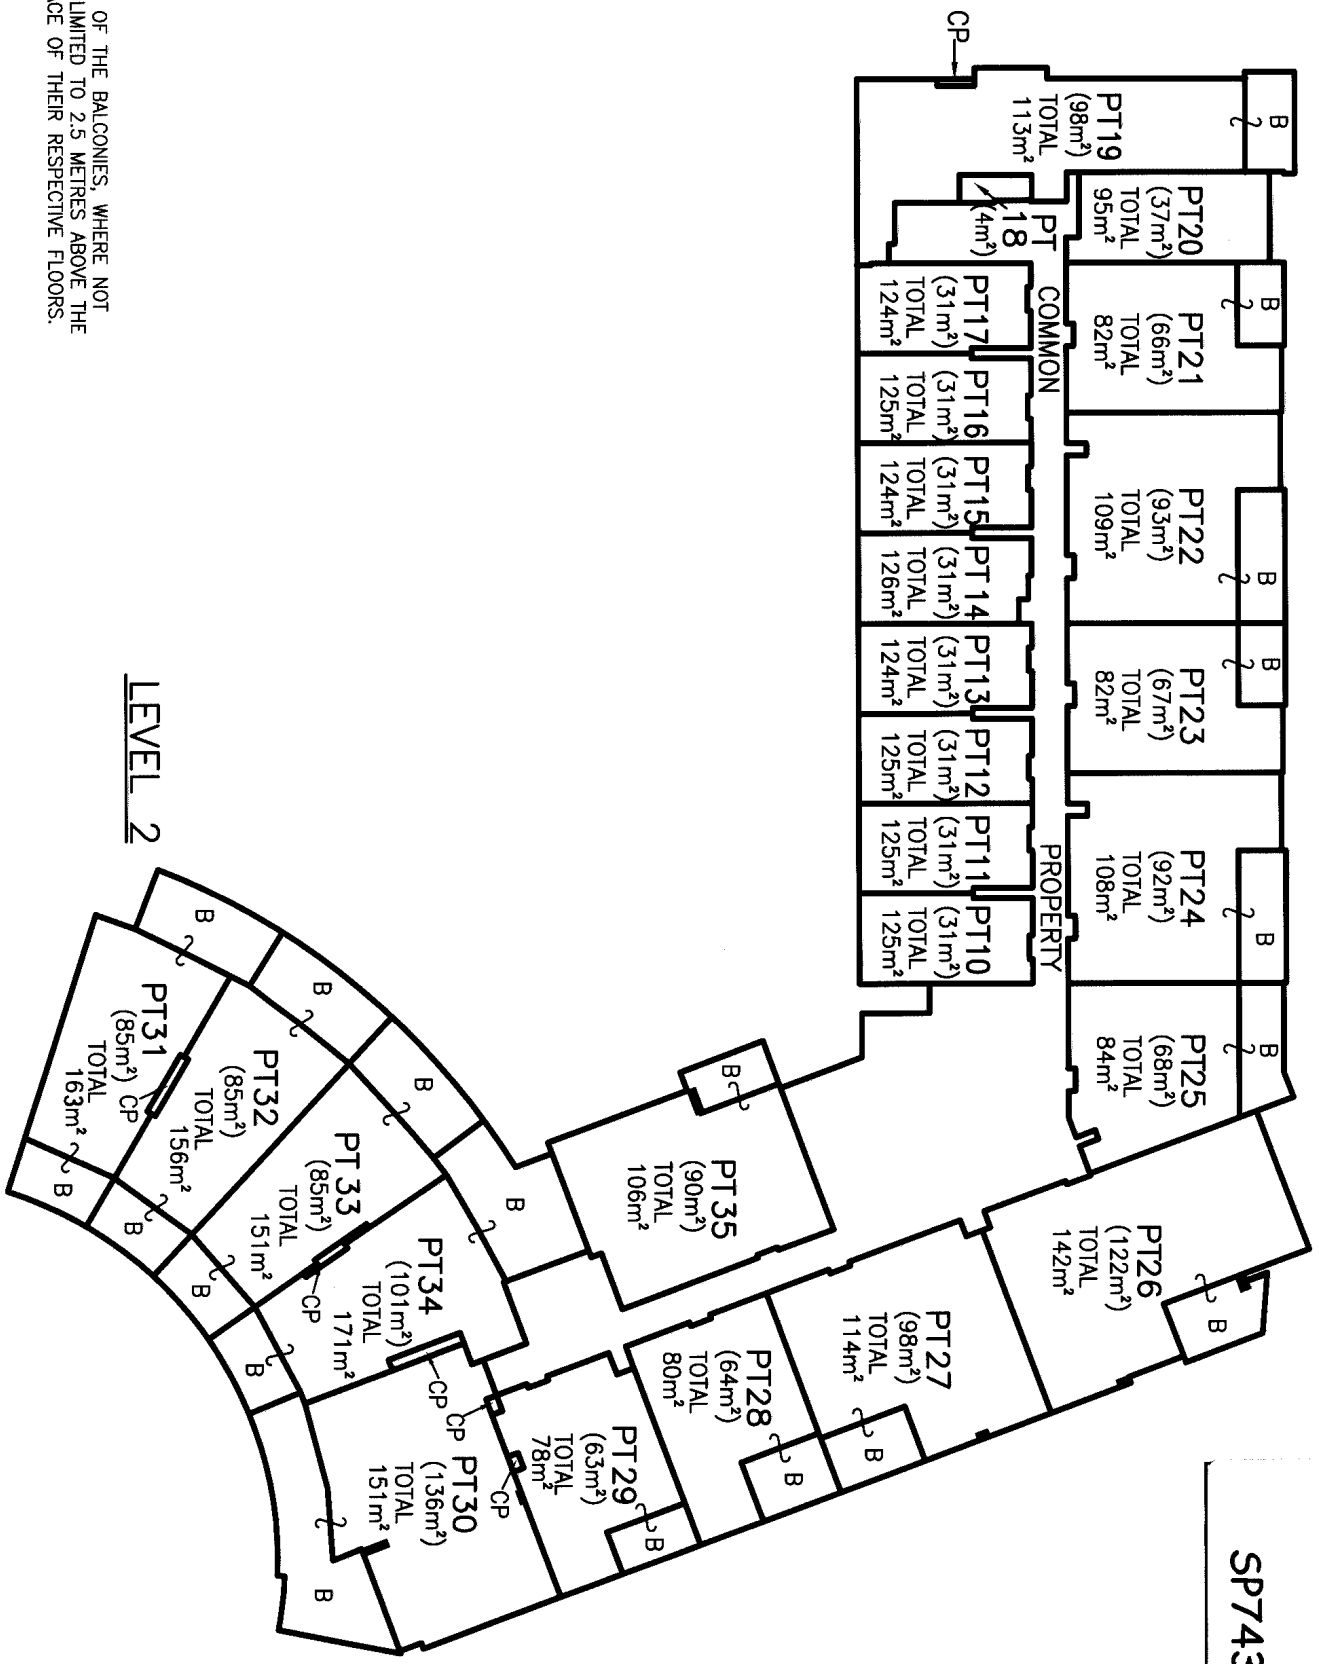 SP743
CP
B
PT19
(98m²)
TOTAL
113m²
PT20
(37m²)
TOTAL
95m²
PT
18
(4m²)
B
PT21
(66m²)
TOTAL
82m²
B
PT22
(93m²)
TOTAL
109m²
B
PT23
(67m²)
TOTAL
82m²
B
PT24
(92m²)
TOTAL
108m²
B
PT25
(68m²)
TOTAL
84m²
COMMON PROPERTY
PT17
(31m²)
TOTAL
124m²
PT16
(31m²)
TOTAL
125m²
PT15
(31m²)
TOTAL
124m²
PT14
(31m²)
TOTAL
126m²
PT13
(31m²)
TOTAL
124m²
PT12
(31m²)
TOTAL
125m²
PT11
(31m²)
TOTAL
125m²
PT10
(31m²)
TOTAL
125m²
PT26
(122m²)
TOTAL
142m²
B
PT27
(98m²)
TOTAL
114m²
B
PT28
(64m²)
TOTAL
80m²
B
PT29
(63m²)
TOTAL
78m²
B
CP
CP
PT30
(136m²)
TOTAL
151m²
B
B
PT35
(90m²)
TOTAL
106m²
B
PT34
(101m²)
TOTAL
171m²
CP
B
B
PT33
(85m²)
TOTAL
151m²
CP
B
B
PT32
(85m²)
TOTAL
156m²
B
B
PT31
(85m²)
TOTAL
163m²
CP
B
LEVEL 2
OF THE BALCONIES, WHERE NOT
LIMITED TO 2.5 METRES ABOVE THE
OF THEIR RESPECTIVE FLOORS.